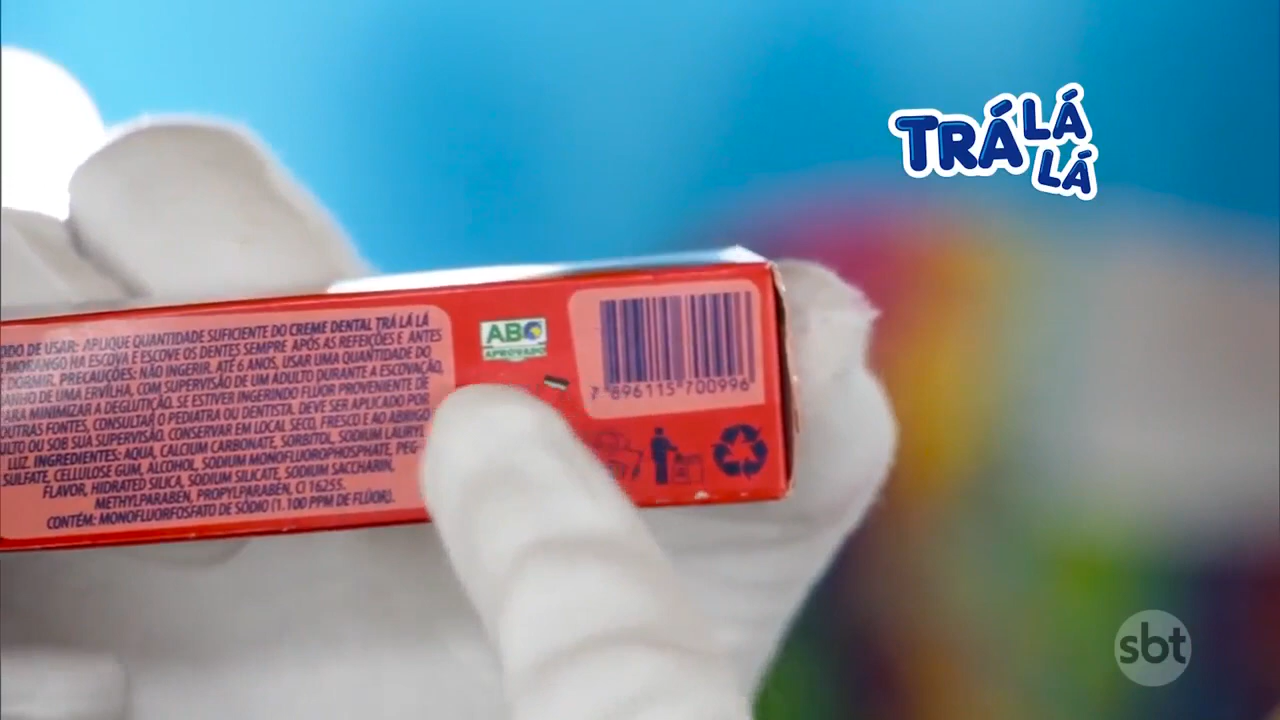 TRÁ LÁ LÁ
DE USAR: APLIQUE QUANTIDADE SUFICIENTE DO CREME DENTAL TRÁ LÁ LÁ
MORANGO NA ESCOVA E ESCOVE OS DENTES SEMPRE APÓS AS REFEIÇÕES E ANTES
DORMIR. PRECAUÇÕES: NÃO INGERIR. ATÉ 6 ANOS, USAR UMA QUANTIDADE DO
DE UMA ERVILHA, COM SUPERVISÃO DE UM ADULTO DURANTE A ESCOVAÇÃO,
PARA MINIMIZAR A DEGLUTIÇÃO. SE ESTIVER INGERINDO FLUOR PROVENIENTE DE
OUTRAS FONTES, CONSULTAR O PEDIATRA OU DENTISTA. DEVE SER APLICADO POR
OU SOB SUA SUPERVISÃO. CONSERVAR EM LOCAL SECO, FRESCO E AO ABRIGO
LUZ. INGREDIENTES: AQUA, CALCIUM CARBONATE, SORBITOL, SODIUM LAURYL
SULFATE, CELLULOSE GUM, ALCOHOL, SODIUM MONOFLUOROPHOSPHATE, PEG-
FLAVOR, HIDRATED SILICA, SODIUM SILICATE, SODIUM SACCHARIN,
METHYLPARABEN, PROPYLPARABEN, CI 16255.
CONTÉM: MONOFLUORFOSFATO DE SÓDIO (1.100 PPM DE FLÚOR).
ABO
APROVADO
7 896115 700996
sbt